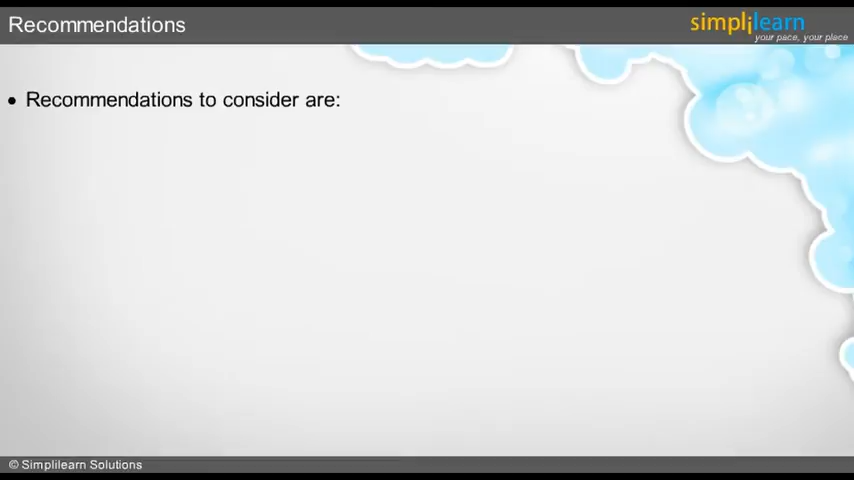 Recommendations
simplilearn
your pace, your place
• Recommendations to consider are:
© Simplilearn Solutions